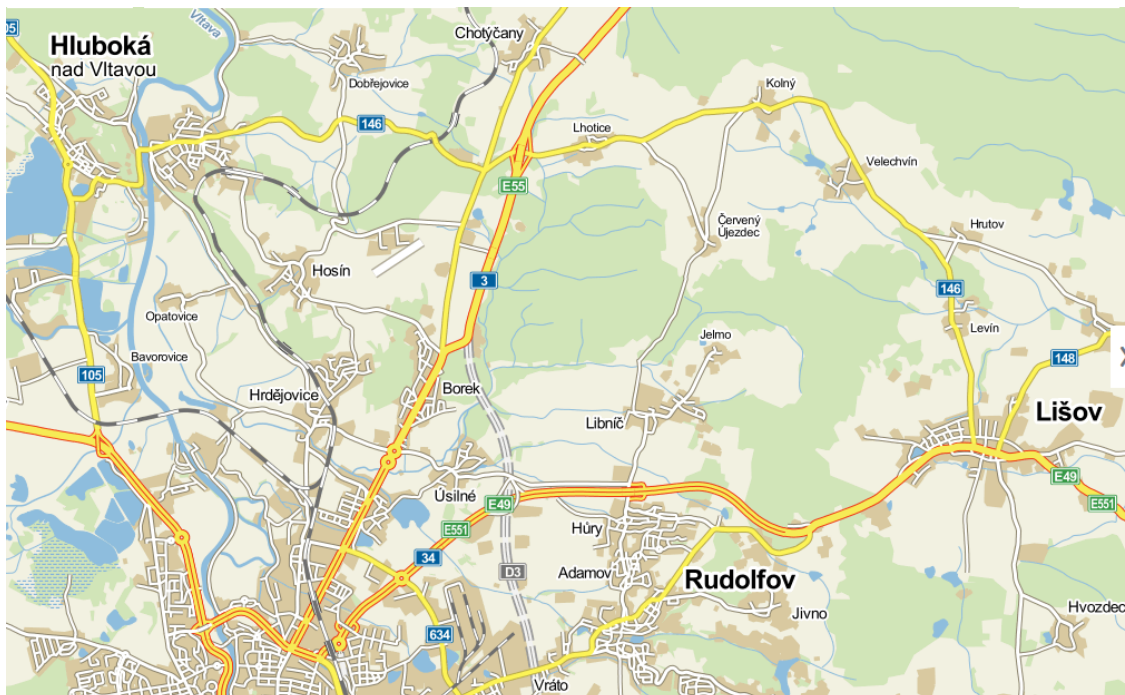 Chotýčany
05
Vltava
Hluboká
nad Vltavou
Dobřejovice
Kolný
146
Lhotice
Velechvín
E55
Červený
Újezdec
Hrutov
Hosín
3
146
Opatovice
Levín
Jelmo
Bavorovice
148
105
Borek
Hrdějovice
Lišov
Libníč
E49
Úsilné
E49
E551
E551
Hůry
34
D3
Adamov
Rudolfov
Jivno
Hvozdec
634
Vráto